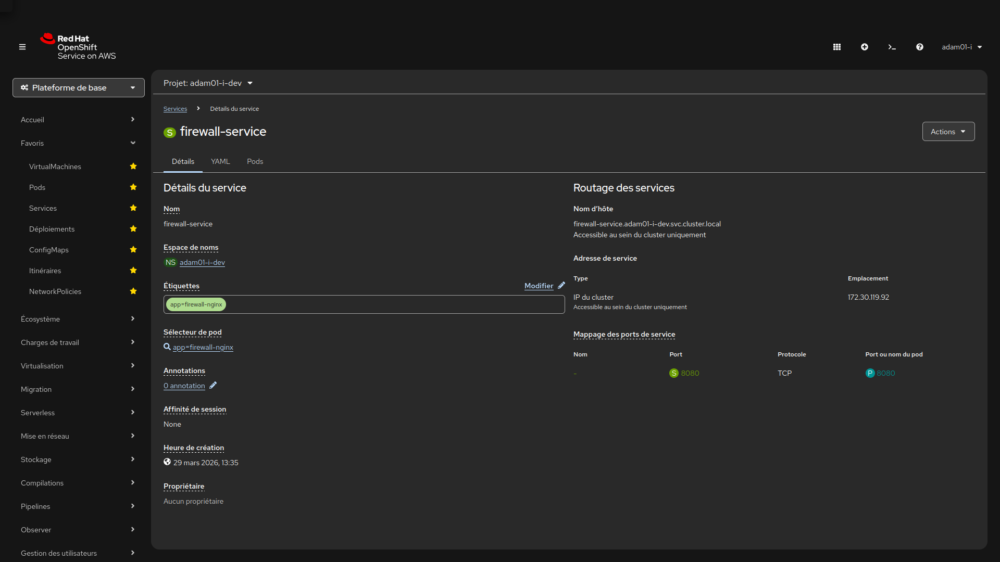 Red Hat
OpenShift
Service on AWS
adam01-i
Plateforme de base
Accueil
Favoris
VirtualMachines
Pods
Services
Déploiements
ConfigMaps
Itinéraires
NetworkPolicies
Écosystème
Charges de travail
Virtualisation
Migration
Serverless
Mise en réseau
Stockage
Compilations
Pipelines
Observer
Gestion des utilisateurs
Projet: adam01-i-dev
Services > Détails du service
S firewall-service
Actions
Détails YAML Pods
Détails du service
Nom
firewall-service
Espace de noms
NS adam01-i-dev
Étiquettes Modifier
app=firewall-nginx
Sélecteur de pod
app=firewall-nginx
Annotations
0 annotation
Affinité de session
None
Heure de création
29 mars 2026, 13:35
Propriétaire
Aucun propriétaire
Routage des services
Nom d’hôte
firewall-service.adam01-i-dev.svc.cluster.local
Accessible au sein du cluster uniquement
Adresse de service
Type Emplacement
IP du cluster 172.30.119.92
Accessible au sein du cluster uniquement
Mappage des ports de service
Nom Port Protocole Port ou nom du pod
- S 8080 TCP P 8080